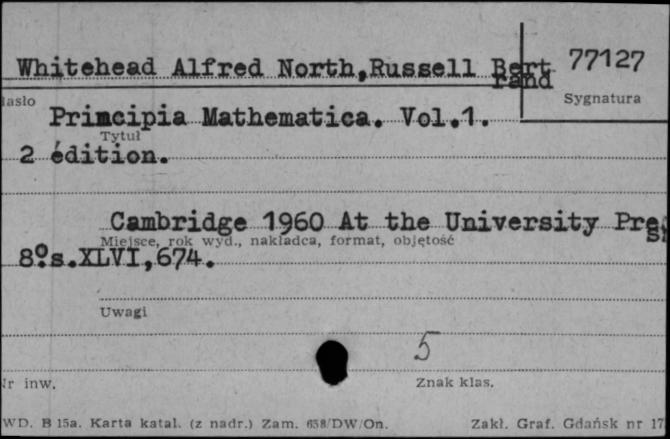 Whitehead Alfred North,Russell Bert 77127
rand
Hasło Sygnatura
Principia Mathematica. Vol.1.
Tytuł
2 édition.
Cambridge 1960 At the University Pre
Miejsce, rok wyd., nakładca, format, objętość
8º.s.XLVI,674.
Uwagi
5
Nr inw. Znak klas.
WD. B 15a. Karta katal. (z nadr.) Zam. 658/DW/On. Zakł. Graf. Gdańsk nr 17